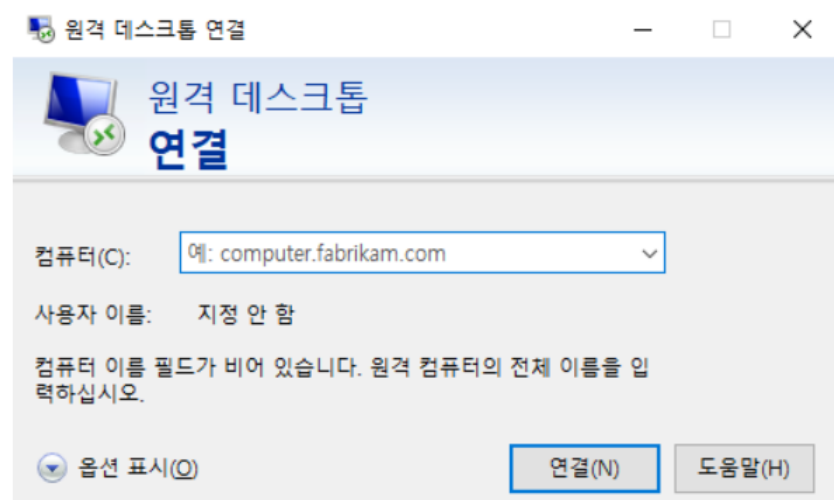 원격 데스크톱 연결
원격 데스크톱
연결
컴퓨터(C): 예: computer.fabrikam.com
사용자 이름: 지정 안 함
컴퓨터 이름 필드가 비어 있습니다. 원격 컴퓨터의 전체 이름을 입
력하십시오.
옵션 표시(O) 연결(N) 도움말(H)